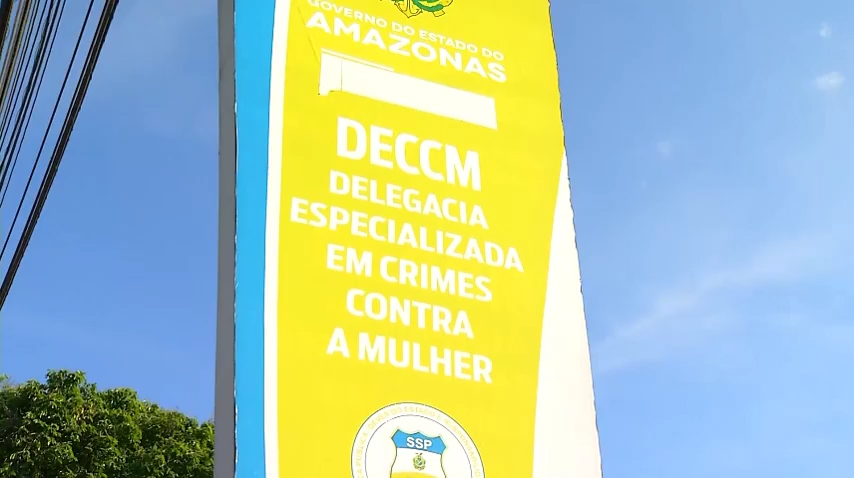 GOVERNO DO ESTADO DO
AMAZONAS
DECCM
DELEGACIA
ESPECIALIZADA
EM CRIMES
CONTRA
A MULHER
SSP